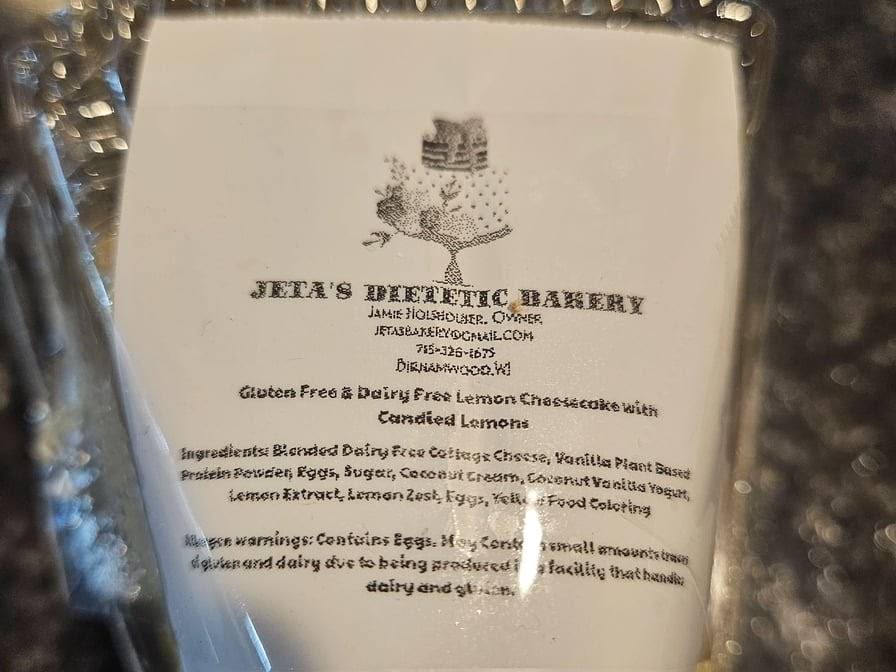 JETA'S DIETETIC BAKERY
JAMIE HOLSHOUSER, OWNER
JETASBAKERY@GMAIL.COM
715-326-1675
BIRNAMWOOD, WI
Gluten Free & Dairy Free Lemon Cheesecake with
Candied Lemons
Ingredients: Blended Dairy Free Cottage Cheese, Vanilla Plant Based
Protein Powder, Eggs, Sugar, Coconut Cream, Coconut Vanilla Yogurt,
Lemon Extract, Lemon Zest, Eggs, Yellow Food Coloring
warnings: Contains Eggs. May Contain small amounts
gluten and dairy due to being produced in a facility that handles
dairy and gluten.